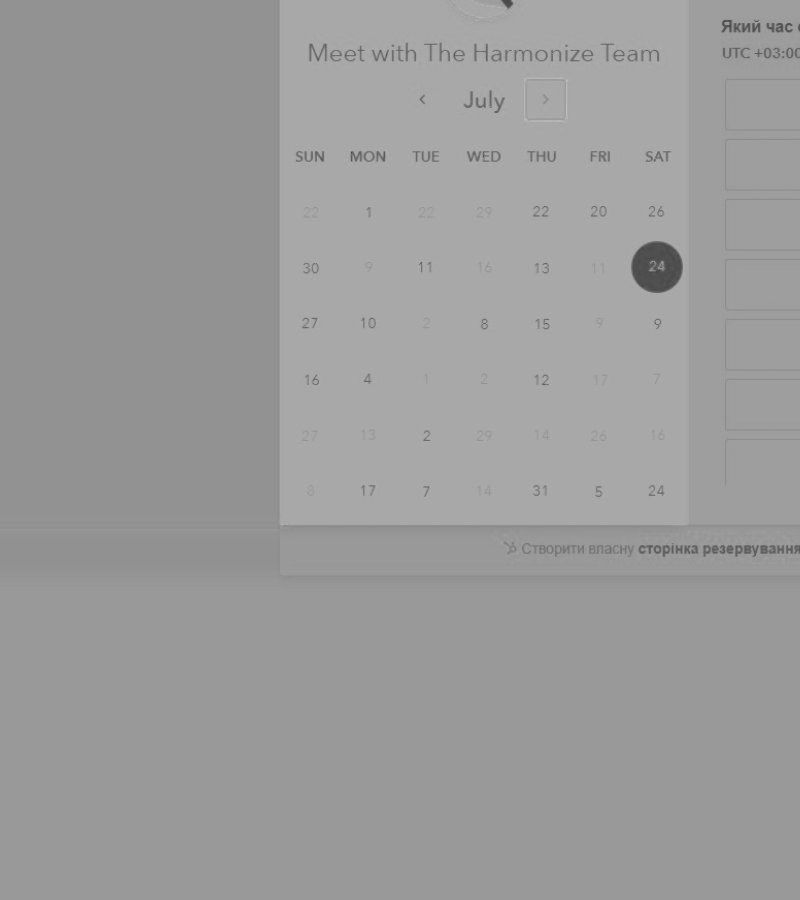 Який час
UTC +03:00
Meet with The Harmonize Team
‹ July ›
SUN MON TUE WED THU FRI SAT
22 1 22 29 22 20 26
30 9 11 16 13 11 24
27 10 2 8 15 9 9
16 4 1 2 12 17 7
27 13 2 29 14 26 16
8 17 7 14 31 5 24
Створити власну сторінка резервування